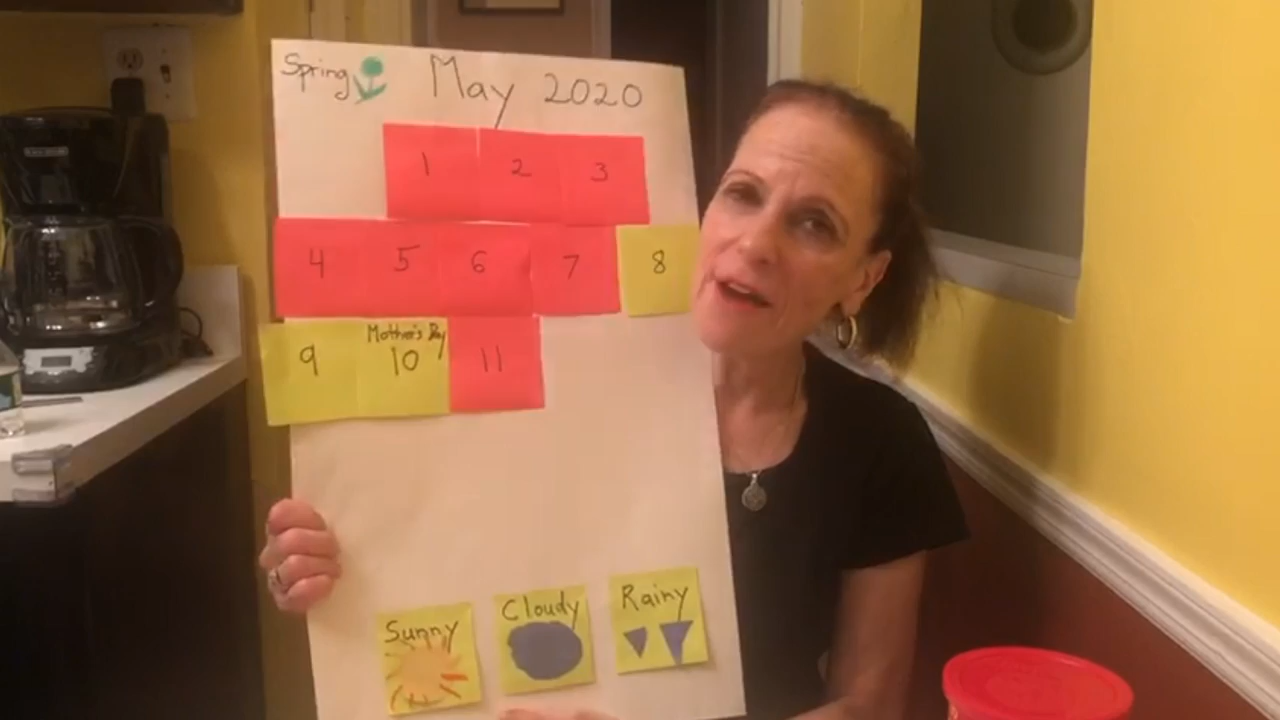 Spring May 2020
1 2 3
4 5 6 7 8
Mother's Day
9 10 11
Sunny Cloudy Rainy